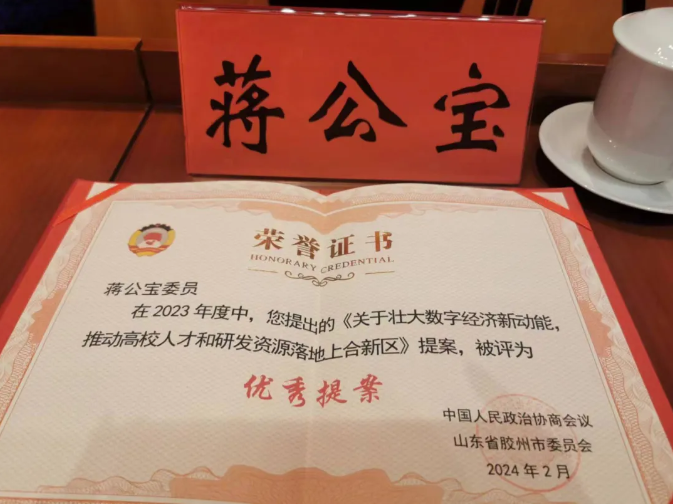 蒋公宝
荣誉证书
HONORARY CREDENTIAL
蒋公宝委员
在 2023 年度中，您提出的《关于壮大数字经济新动能，
推动高校人才和研发资源落地上合新区》提案，被评为
优秀提案
中国人民政治协商会议
山东省胶州市委员会
2024 年 2 月